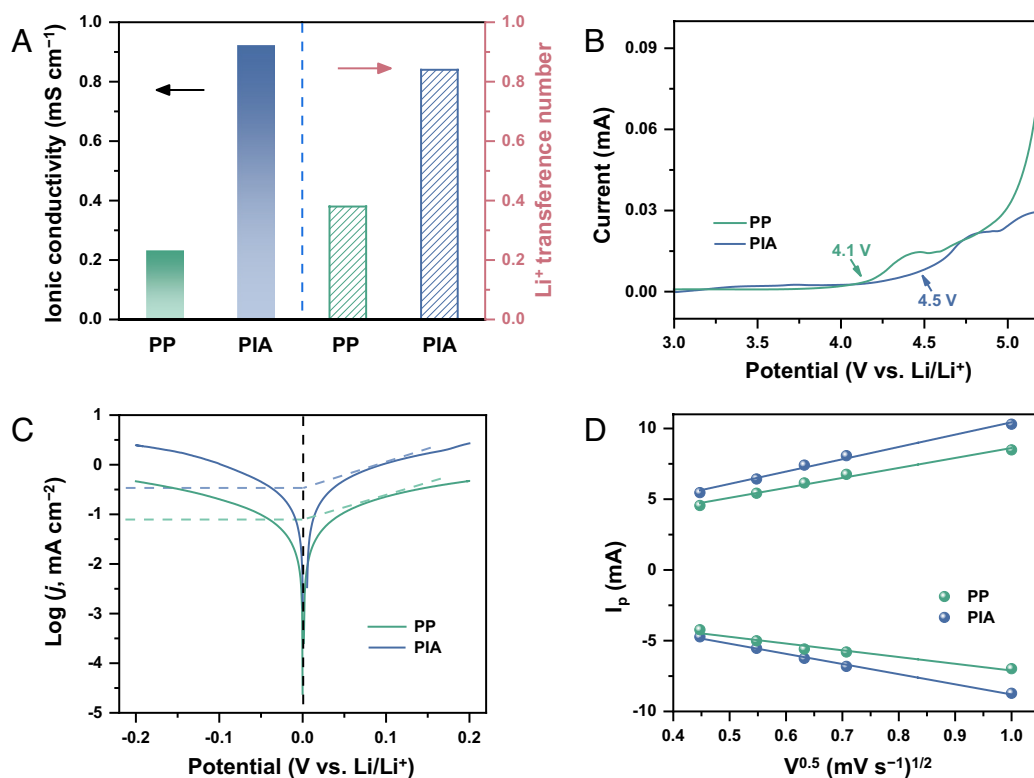 A
Ionic conductivity (mS cm⁻¹)
1.0
0.8
0.6
0.4
0.2
0.0
PP
PIA
PP
PIA
1.0
0.8
0.6
0.4
0.2
0.0
Li⁺ transference number
B
Current (mA)
0.09
0.06
0.03
0.00
PP
PIA
4.1 V
4.5 V
3.0
3.5
4.0
4.5
5.0
Potential (V vs. Li/Li⁺)
C
Log (j, mA cm⁻²)
1
0
-1
-2
-3
-4
-5
PP
PIA
-0.2
-0.1
0.0
0.1
0.2
Potential (V vs. Li/Li⁺)
D
Iₚ (mA)
10
5
0
-5
-10
PP
PIA
0.4
0.5
0.6
0.7
0.8
0.9
1.0
V⁰·⁵ (mV s⁻¹)¹/²